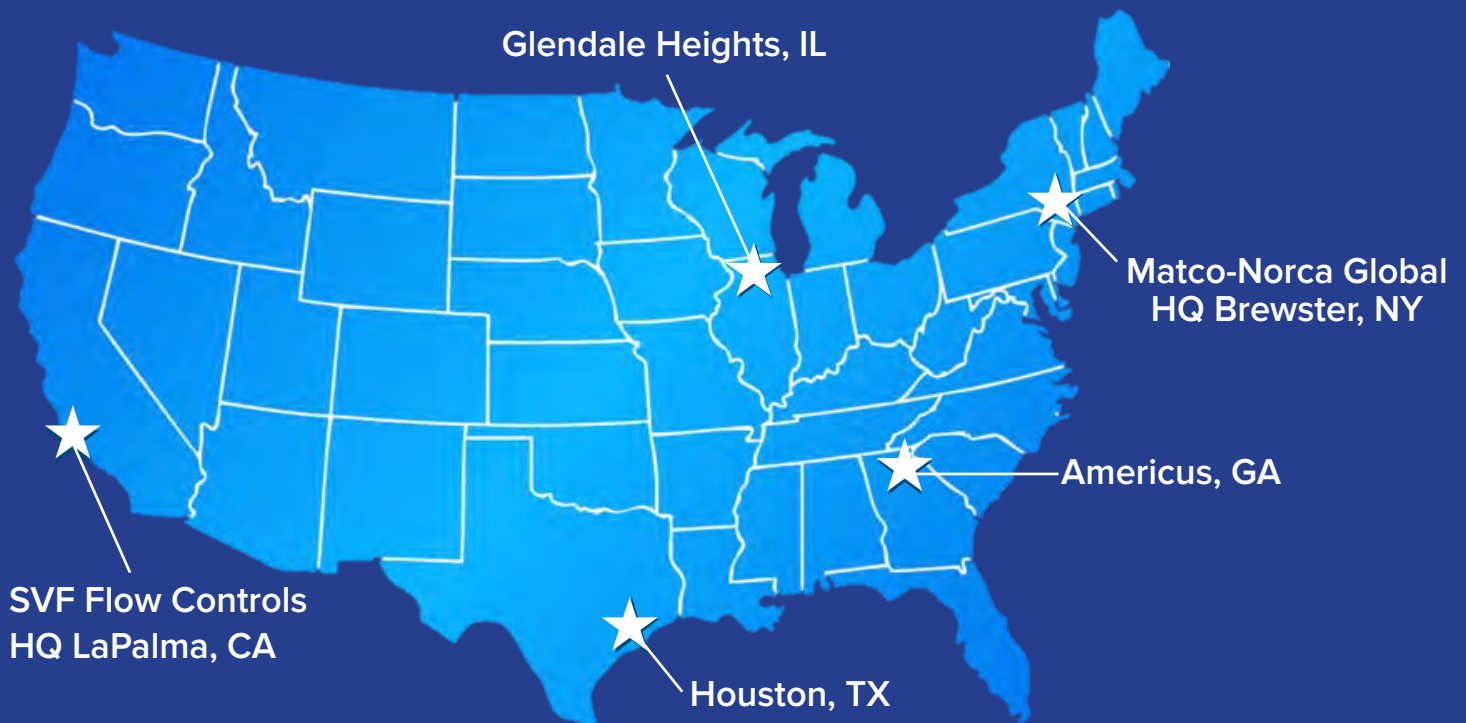 Glendale Heights, IL
Matco-Norca Global
HQ Brewster, NY
Americus, GA
SVF Flow Controls
HQ LaPalma, CA
Houston, TX